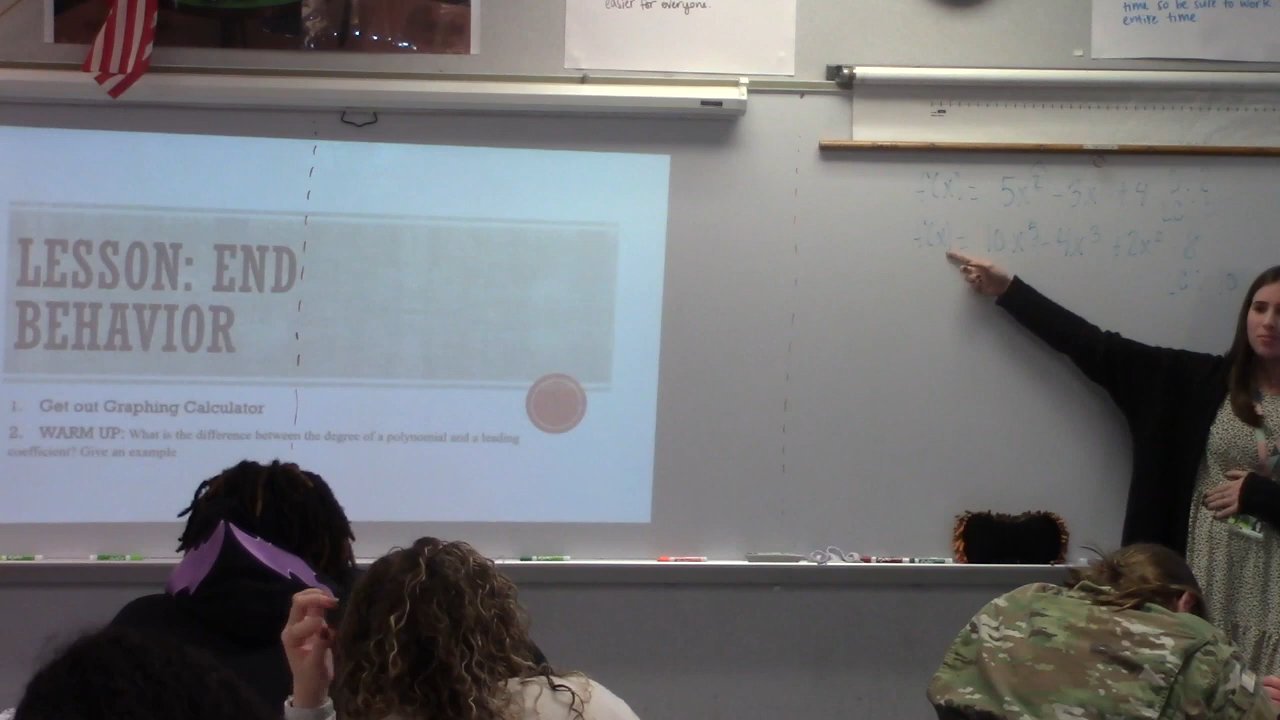 easier for everyone.
time so be sure to work
entire time
LESSON: END
BEHAVIOR
1. Get out Graphing Calculator
2. WARM UP: What is the difference between the degree of a polynomial and a leading
coefficient? Give an example
= 5x² - 3x + 4
= 10x⁵ - 4x³ + 2x² 8